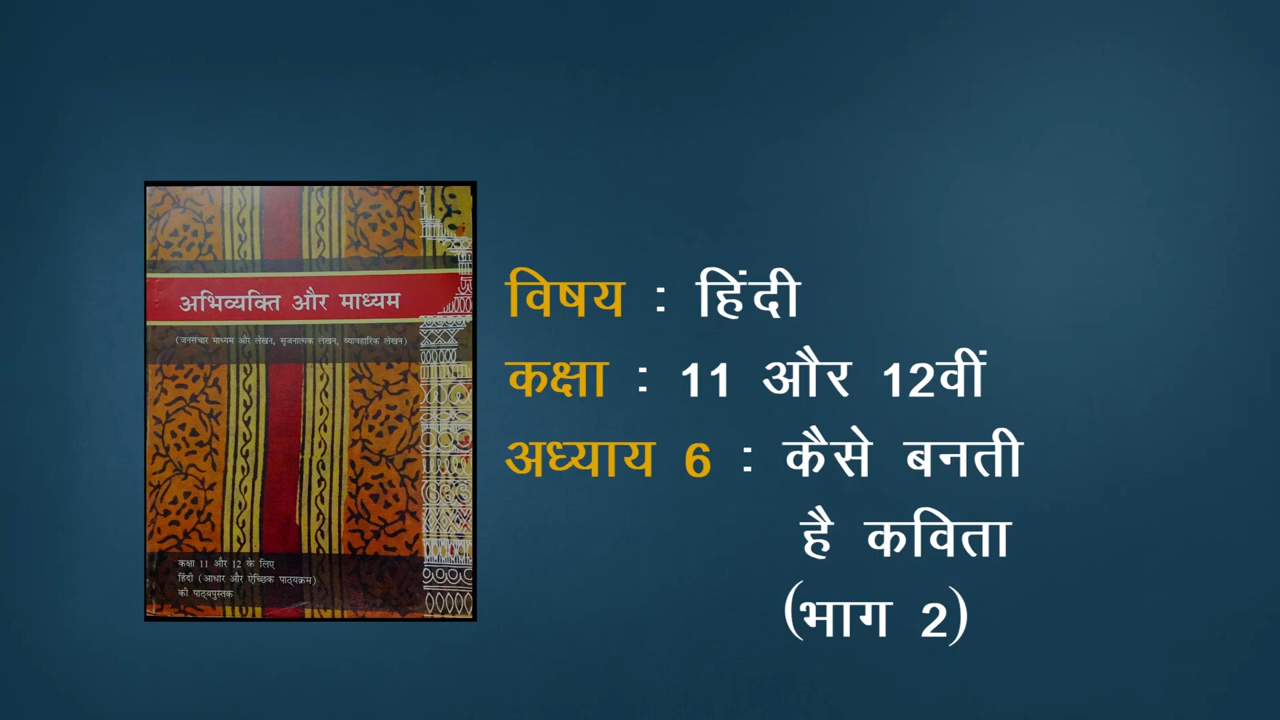 अभिव्यक्ति और माध्यम
(जनसंचार माध्यम और लेखन, सृजनात्मक लेखन, व्यावहारिक लेखन)
कक्षा 11 और 12 के लिए
हिंदी (आधार और ऐच्छिक पाठ्यक्रम)
की पाठ्यपुस्तक
विषय : हिंदी
कक्षा : 11 और 12वीं
अध्याय 6 : कैसे बनती
है कविता
(भाग 2)